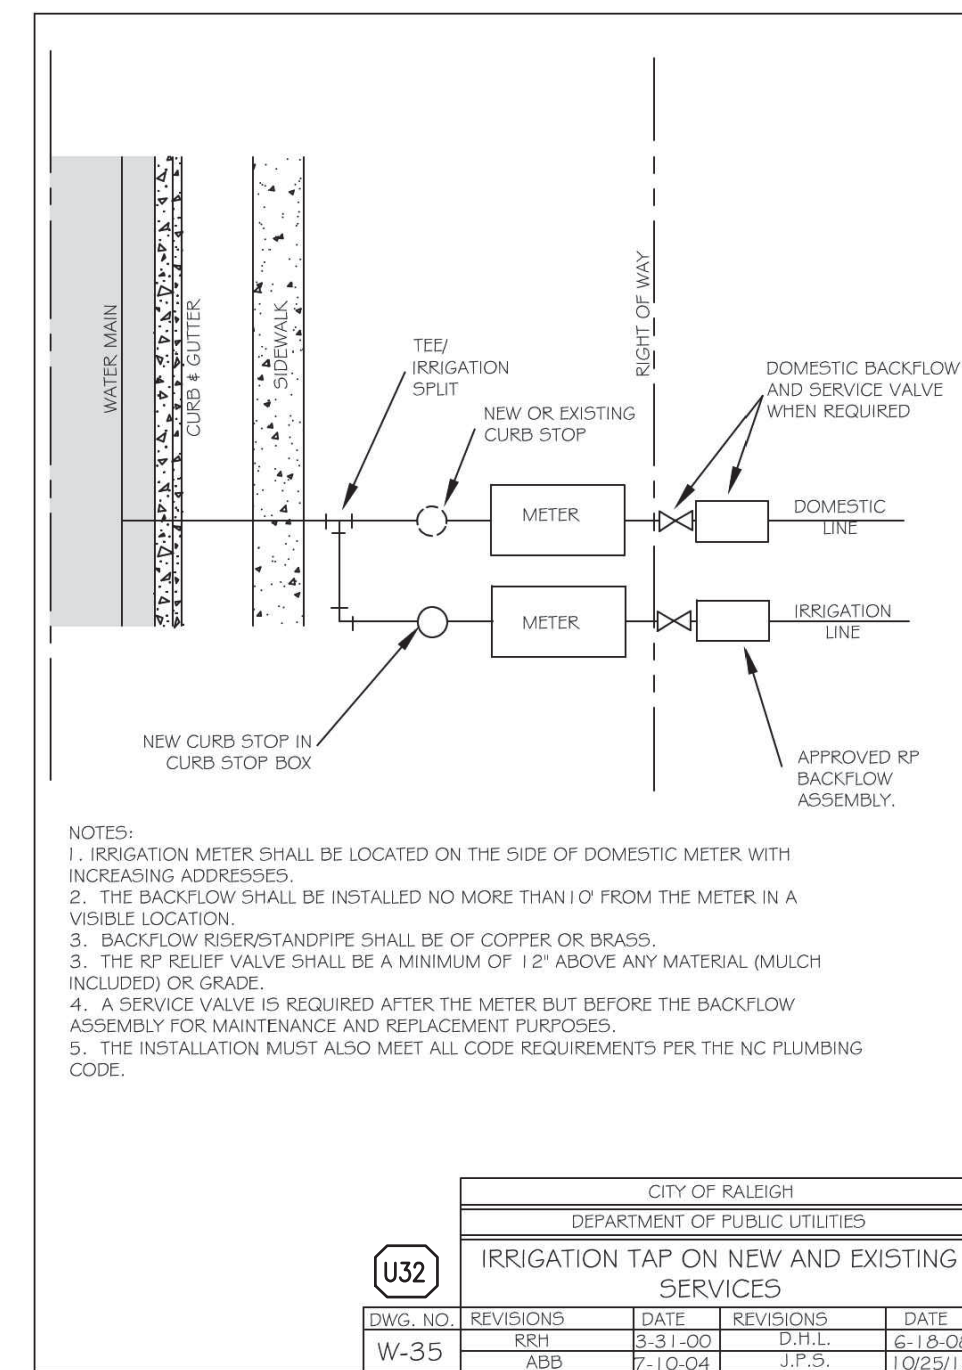 WATER MAIN
CURB & GUTTER
SIDEWALK
RIGHT OF WAY
TEE/
IRRIGATION
SPLIT
NEW OR EXISTING
CURB STOP
DOMESTIC BACKFLOW
AND SERVICE VALVE
WHEN REQUIRED
METER
DOMESTIC
LINE
METER
IRRIGATION
LINE
NEW CURB STOP IN
CURB STOP BOX
APPROVED RP
BACKFLOW
ASSEMBLY.
NOTES:
1. IRRIGATION METER SHALL BE LOCATED ON THE SIDE OF DOMESTIC METER WITH
INCREASING ADDRESSES.
2. THE BACKFLOW SHALL BE INSTALLED NO MORE THAN 10' FROM THE METER IN A
VISIBLE LOCATION.
3. BACKFLOW RISER/STANDPIPE SHALL BE OF COPPER OR BRASS.
3. THE RP RELIEF VALVE SHALL BE A MINIMUM OF 12" ABOVE ANY MATERIAL (MULCH
INCLUDED) OR GRADE.
4. A SERVICE VALVE IS REQUIRED AFTER THE METER BUT BEFORE THE BACKFLOW
ASSEMBLY FOR MAINTENANCE AND REPLACEMENT PURPOSES.
5. THE INSTALLATION MUST ALSO MEET ALL CODE REQUIREMENTS PER THE NC PLUMBING
CODE.
CITY OF RALEIGH
DEPARTMENT OF PUBLIC UTILITIES
U32
IRRIGATION TAP ON NEW AND EXISTING
SERVICES
DWG. NO. REVISIONS DATE REVISIONS DATE
W-35 RRH 3-31-00 D.H.L.
ABB 7-10-04 J.P.S.